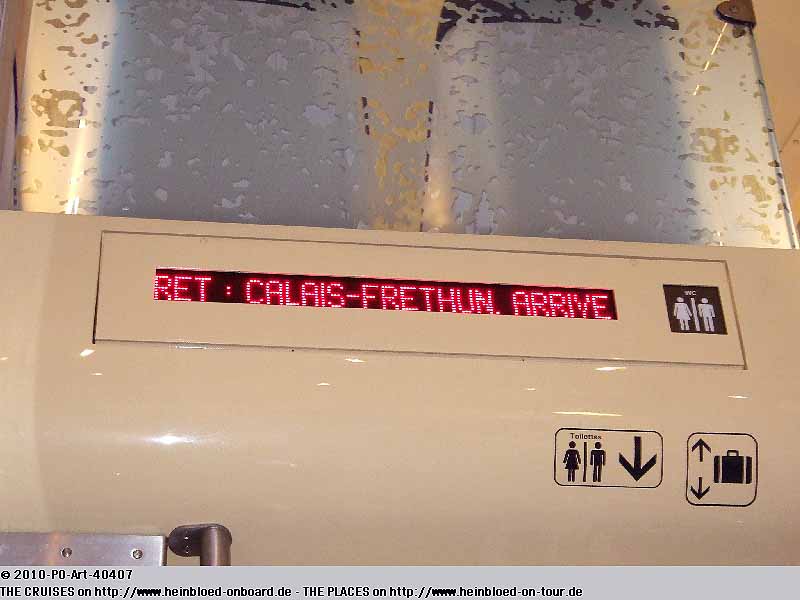 RET : CALAIS-FRETHUN. ARRIVE
WC
Toilettes
© 2010-PO-Art-40407
THE CRUISES on http://www.heinbloed-onboard.de - THE PLACES on http://www.heinbloed-on-tour.de